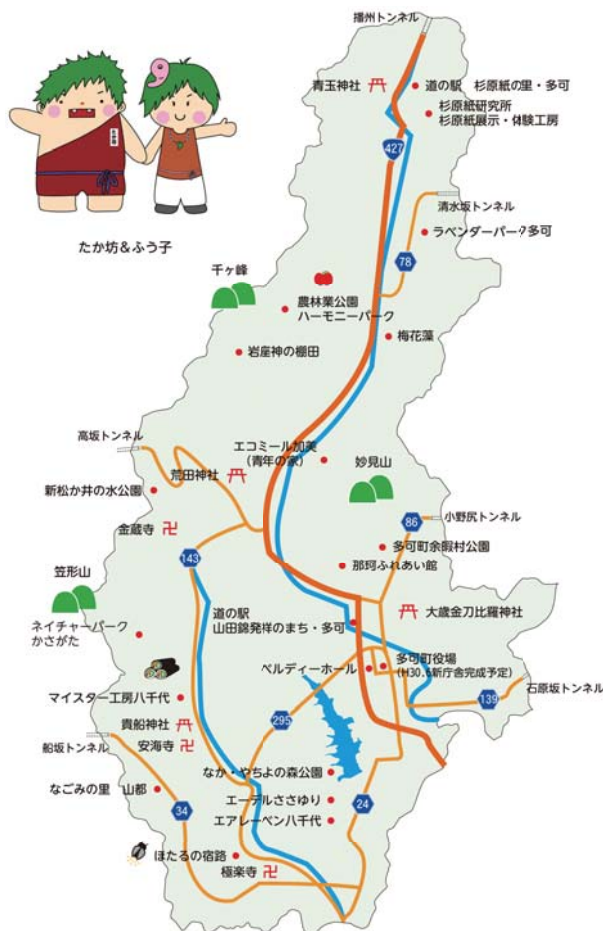 播州トンネル
青玉神社
道の駅 杉原紙の里・多可
杉原紙研究所
杉原紙展示・体験工房
427
清水坂トンネル
ラベンダーパーク多可
たか坊&ふう子
78
千ヶ峰
農林業公園
ハーモニーパーク
梅花藻
岩座神の棚田
高坂トンネル
エコミール加美
(青年の家)
妙見山
荒田神社
新松か井の水公園
86
小野尻トンネル
金蔵寺
多可町余暇村公園
143
那珂ふれあい館
笠形山
道の駅
山田錦発祥のまち・多可
大歳金刀比羅神社
ネイチャーパーク
かさがた
ベルディーホール
多可町役場
(H30.6新庁舎完成予定)
石原坂トンネル
139
マイスター工房八千代
295
貴船神社
安海寺
船坂トンネル
なか・やちよの森公園
なごみの里 山都
エーデルささゆり
24
34
エアレーベン八千代
ほたるの宿路
極楽寺